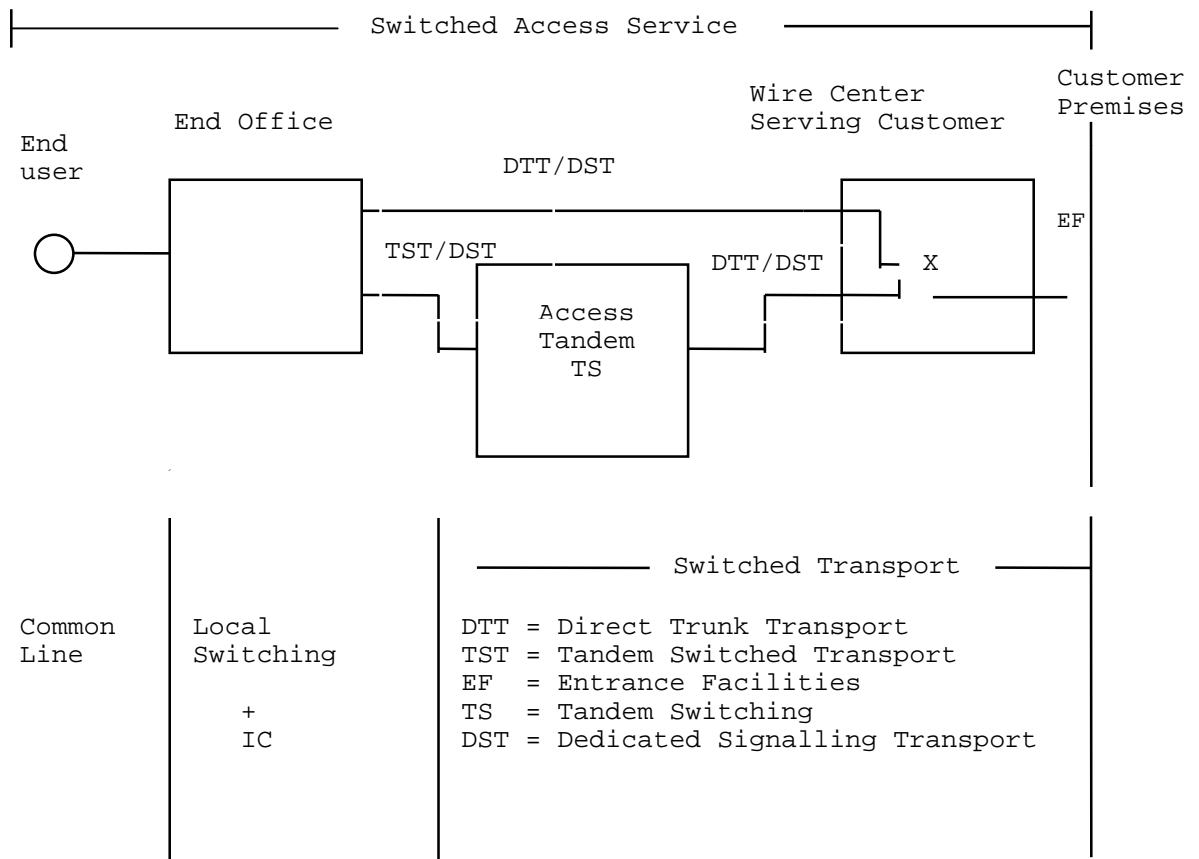 Switched Access Service
Customer
Premises
Wire Center
Serving Customer
End Office
End
user
DTT/DST
EF
TST/DST
DTT/DST
X
Access
Tandem
TS
Switched Transport
Common
Line
Local
Switching
+
IC
DTT = Direct Trunk Transport
TST = Tandem Switched Transport
EF = Entrance Facilities
TS = Tandem Switching
DST = Dedicated Signalling Transport